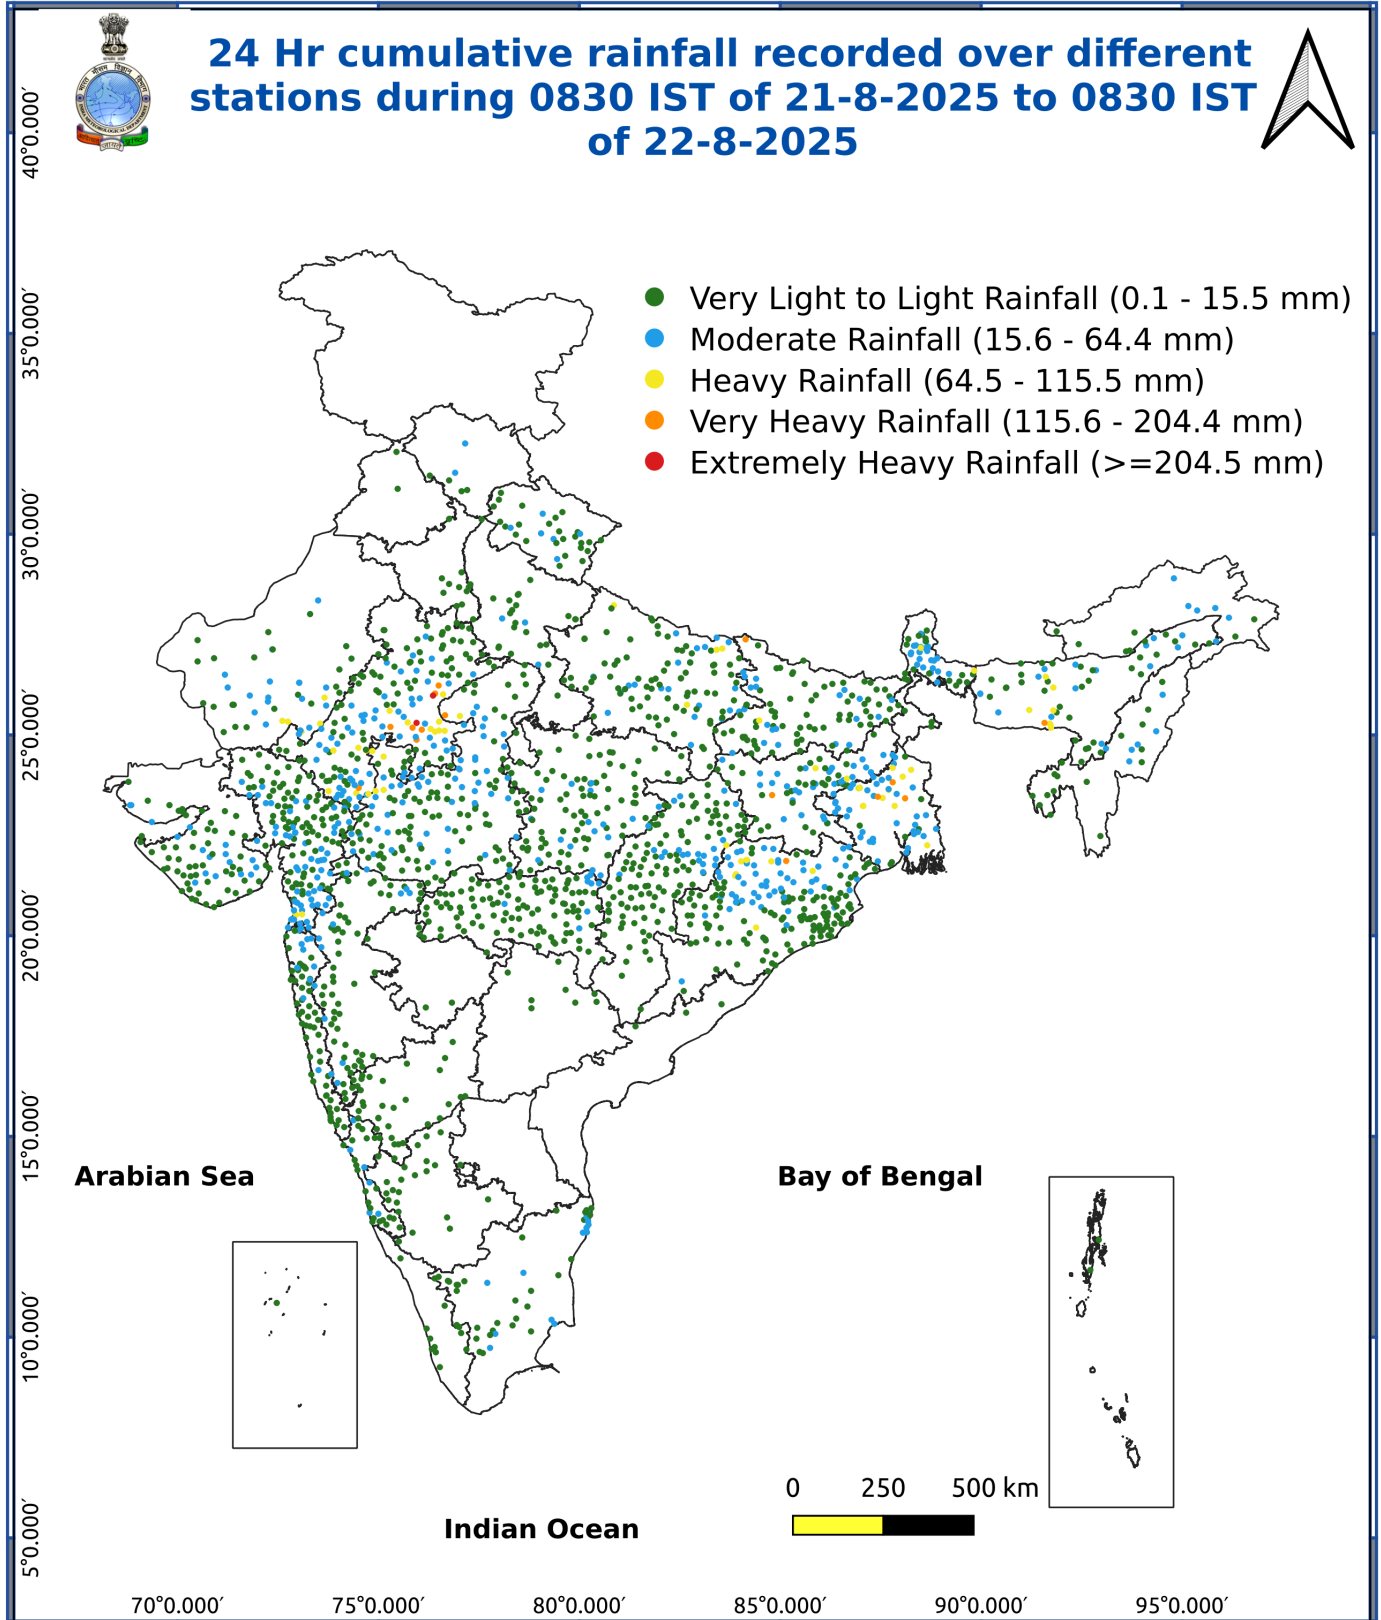 24 Hr cumulative rainfall recorded over different
stations during 0830 IST of 21-8-2025 to 0830 IST
of 22-8-2025
Very Light to Light Rainfall (0.1 - 15.5 mm)
Moderate Rainfall (15.6 - 64.4 mm)
Heavy Rainfall (64.5 - 115.5 mm)
Very Heavy Rainfall (115.6 - 204.4 mm)
Extremely Heavy Rainfall (>=204.5 mm)
40°0.000′
35°0.000′
30°0.000′
25°0.000′
20°0.000′
15°0.000′
10°0.000′
5°0.000′
Arabian Sea
Bay of Bengal
Indian Ocean
0 250 500 km
70°0.000′ 75°0.000′ 80°0.000′ 85°0.000′ 90°0.000′ 95°0.000′